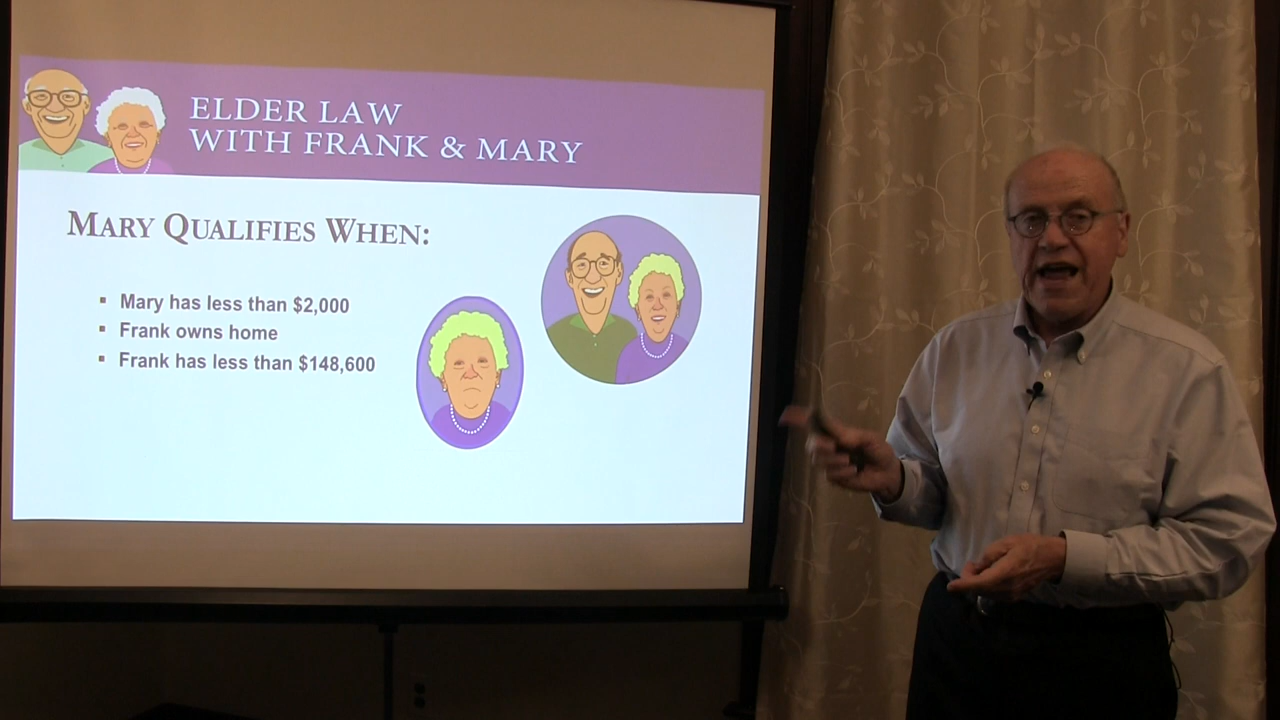 ELDER LAW
WITH FRANK & MARY
MARY QUALIFIES WHEN:
▪ Mary has less than $2,000
▪ Frank owns home
▪ Frank has less than $148,600